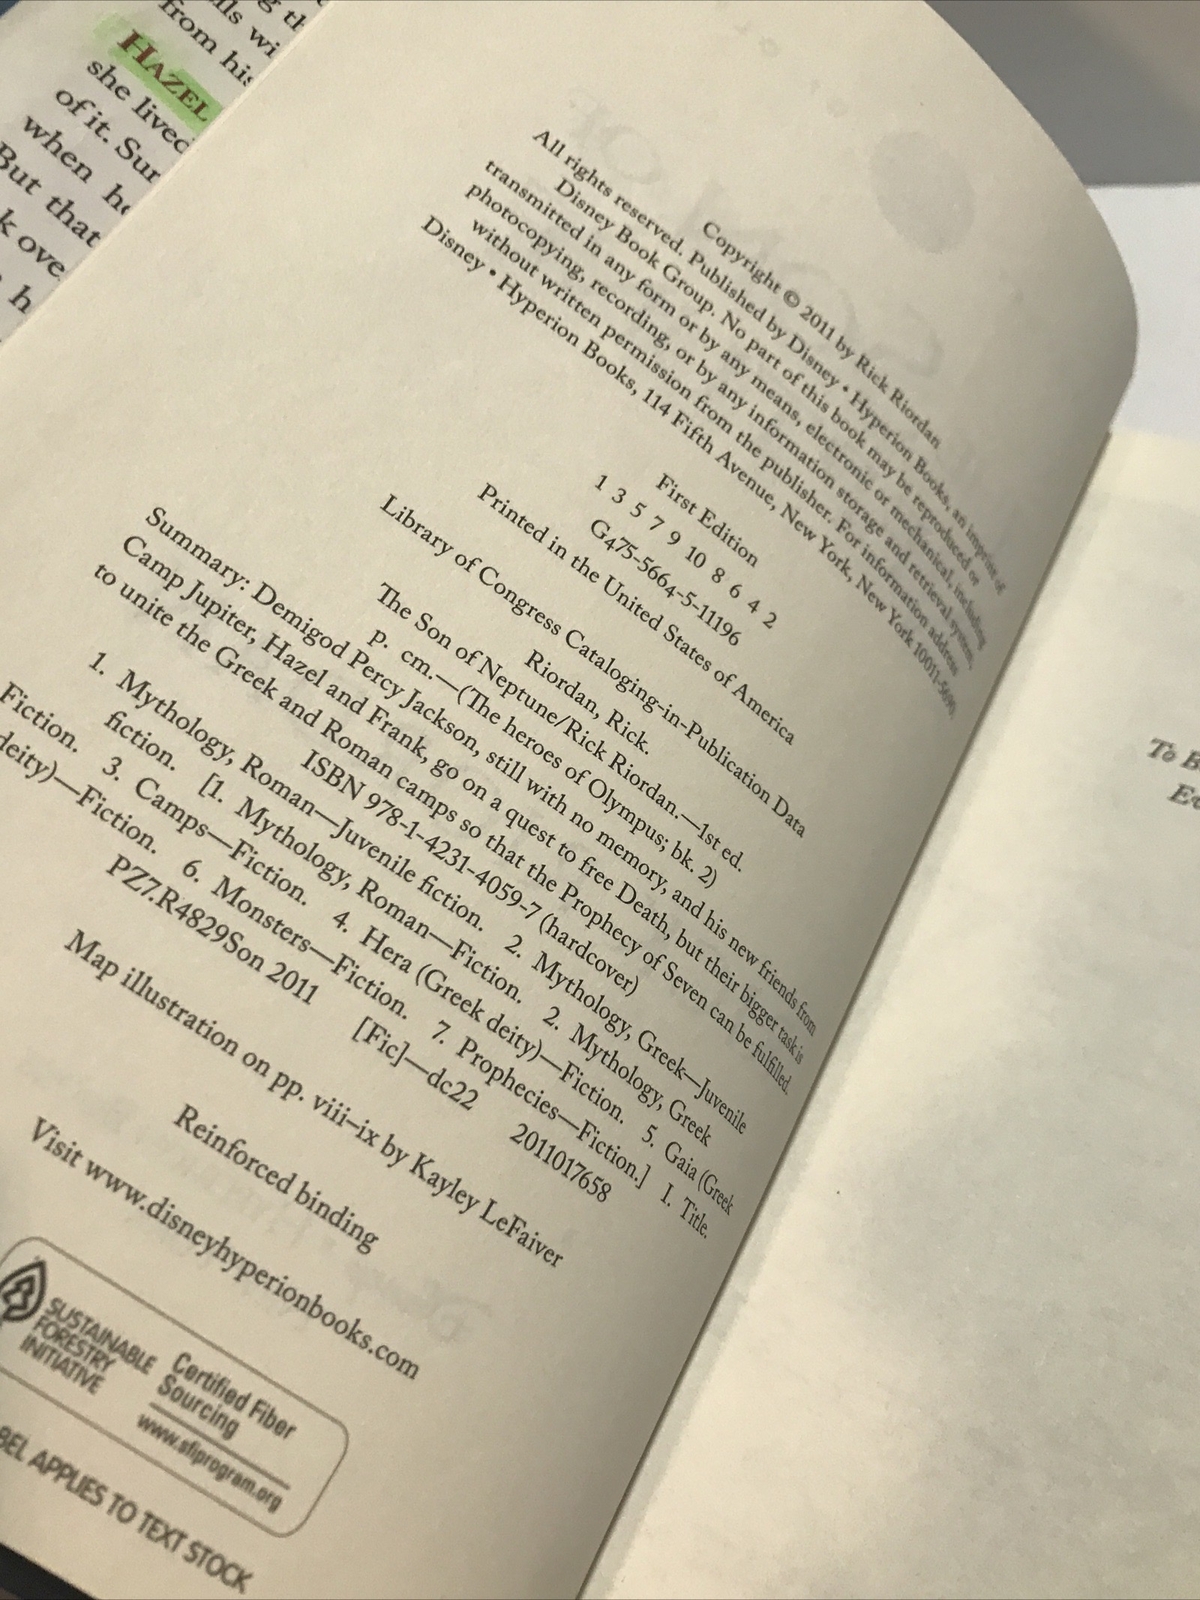 g th
lls wi
from his
HAZEL
she lived
of it. Sur
when he
But that
k ove
h
Copyright © 2011 by Rick Riordan
All rights reserved. Published by Disney • Hyperion Books, an imprint of
Disney Book Group. No part of this book may be reproduced or
transmitted in any form or by any means, electronic or mechanical, including
photocopying, recording, or by any information storage and retrieval system,
without written permission from the publisher. For information address
Disney • Hyperion Books, 114 Fifth Avenue, New York, New York 10011-5690.
First Edition
1 3 5 7 9 10 8 6 4 2
G475-5664-5-11196
Printed in the United States of America
Library of Congress Cataloging-in-Publication Data
Riordan, Rick.
The Son of Neptune/Rick Riordan.—1st ed.
p. cm.—(The heroes of Olympus; bk. 2)
Summary: Demigod Percy Jackson, still with no memory, and his new friends from
Camp Jupiter, Hazel and Frank, go on a quest to free Death, but their bigger task is
to unite the Greek and Roman camps so that the Prophecy of Seven can be fulfilled.
ISBN 978-1-4231-4059-7 (hardcover)
1. Mythology, Roman—Juvenile fiction. 2. Mythology, Greek—Juvenile
fiction. [1. Mythology, Roman—Fiction. 2. Mythology, Greek
Fiction. 3. Camps—Fiction. 4. Hera (Greek deity)—Fiction. 5. Gaia (Greek
deity)—Fiction. 6. Monsters—Fiction. 7. Prophecies—Fiction.] I. Title.
PZ7.R4829Son 2011
[Fic]—dc22 2011017658
Map illustration on pp. viii–ix by Kayley LeFaiver
Reinforced binding
Visit www.disneyhyperionbooks.com
SUSTAINABLE
FORESTRY
INITIATIVE
Certified Fiber
Sourcing
www.sfiprogram.org
BEL APPLIES TO TEXT STOCK
To B